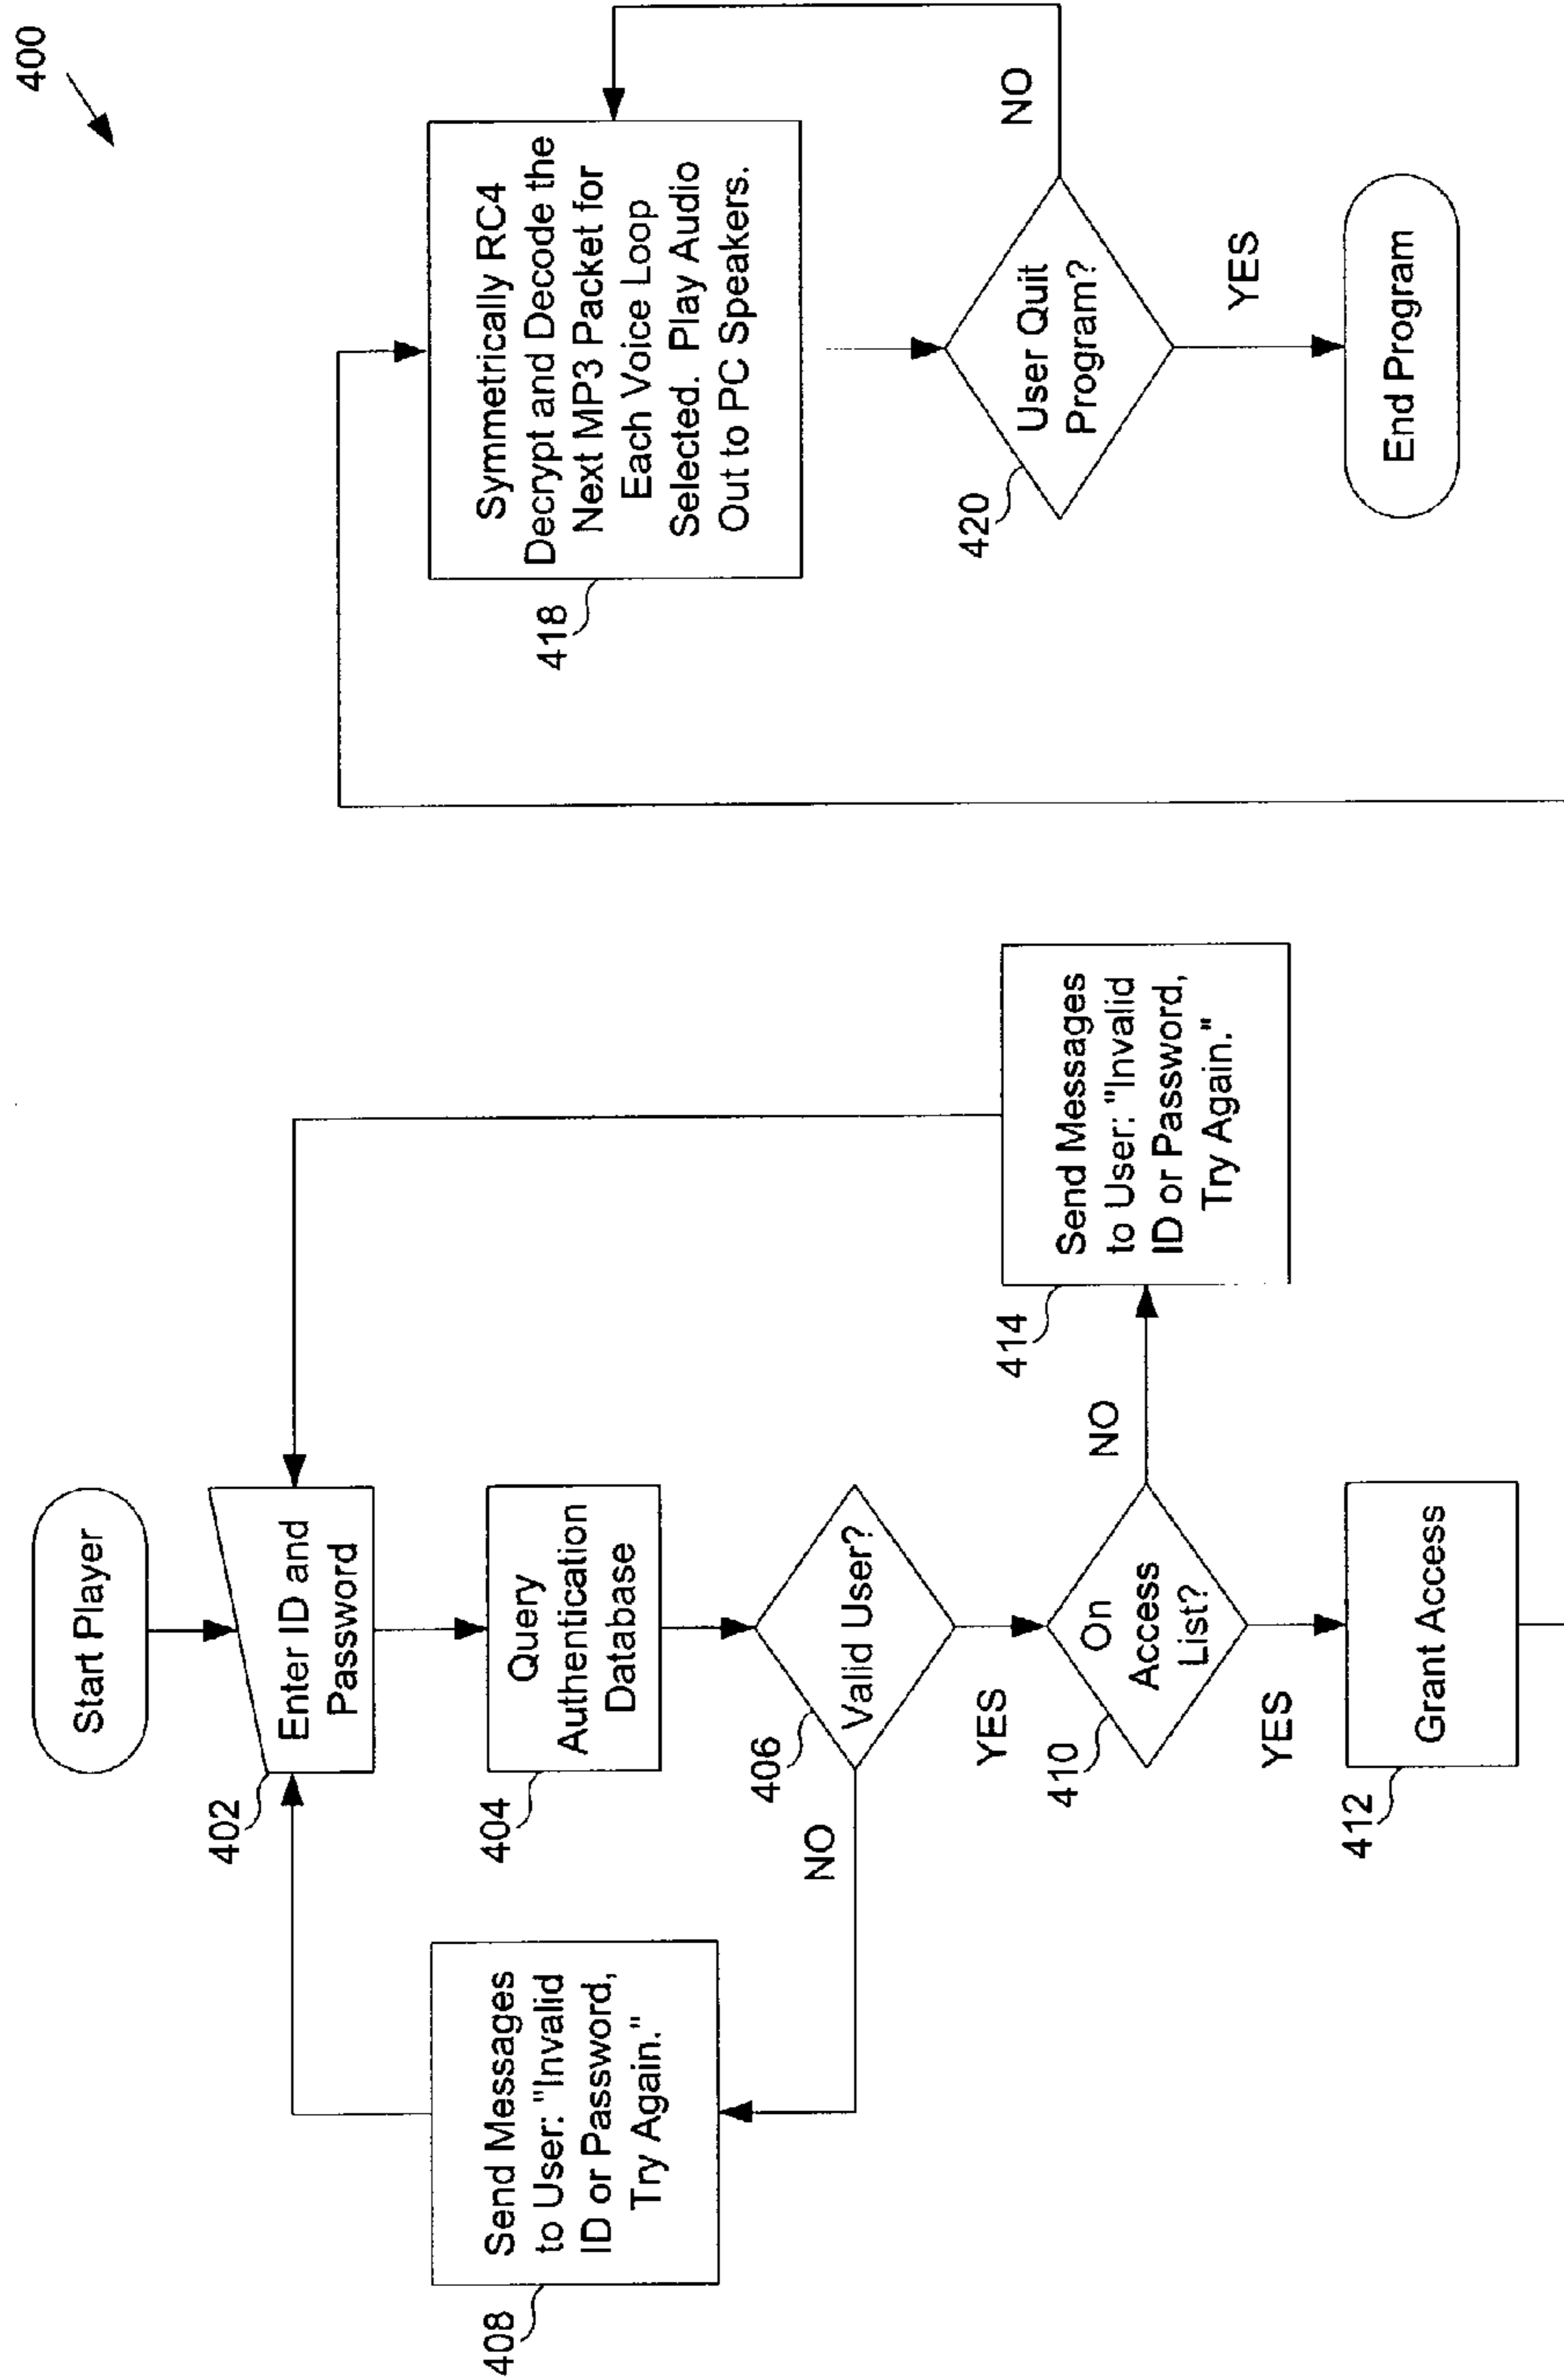 400
Start Player
402
Enter ID and
Password
404
Query
Authentication
Database
406
Valid User?
NO
408
Send Messages
to User: "Invalid
ID or Password,
Try Again."
YES
410
On
Access
List?
NO
414
Send Messages
to User: "Invalid
ID or Password,
Try Again."
YES
412
Grant Access
418
Symmetrically RC4
Decrypt and Decode the
Next MP3 Packet for
Each Voice Loop
Selected. Play Audio
Out to PC Speakers.
420
User Quit
Program?
NO
YES
End Program